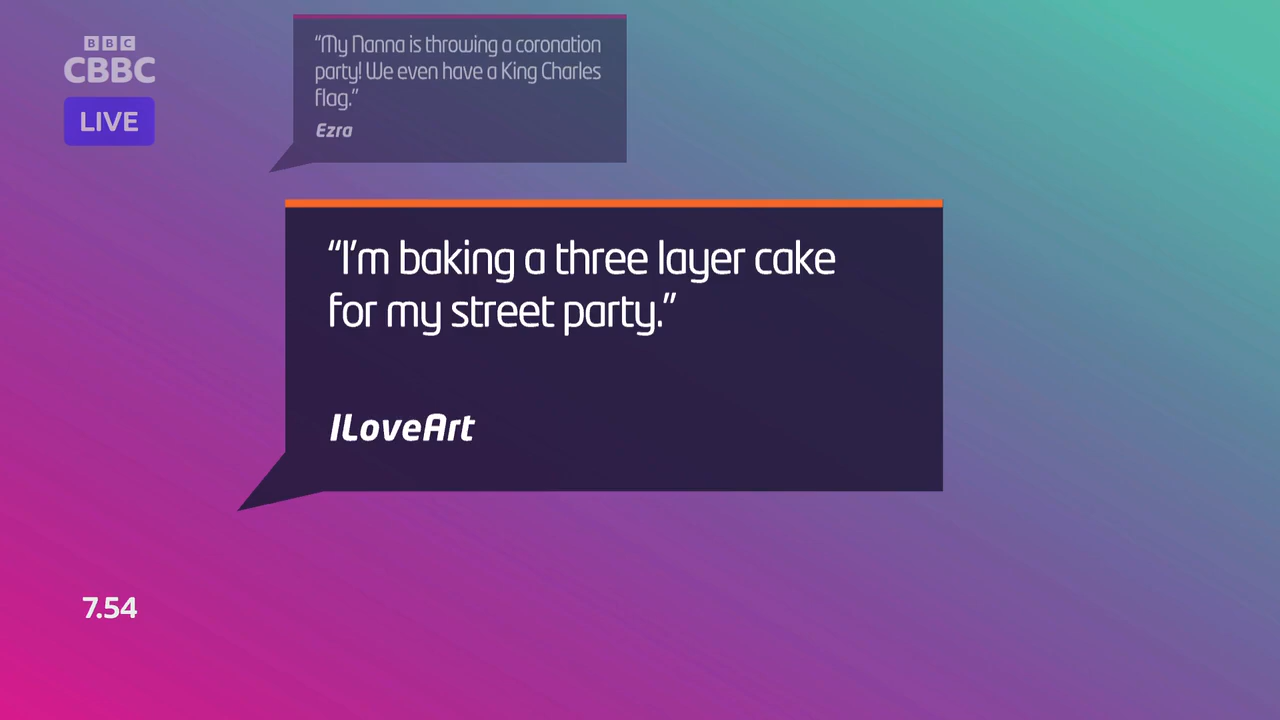 BBC
CBBC
LIVE
“My Nanna is throwing a coronation
party! We even have a King Charles
flag.”
Ezra
“I’m baking a three layer cake
for my street party.”
ILoveArt
7.54